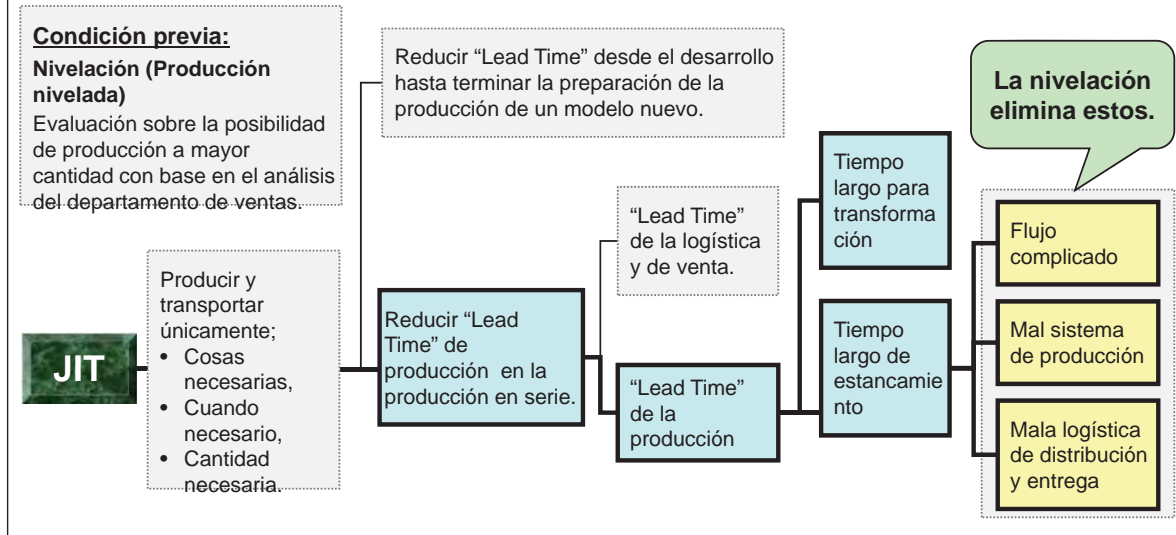 Condición previa:
Nivelación (Producción
nivelada)
Evaluación sobre la posibilidad
de producción a mayor
cantidad con base en el análisis
del departamento de ventas.
Reducir “Lead Time” desde el desarrollo
hasta terminar la preparación de la
producción de un modelo nuevo.
La nivelación
elimina estos.
JIT
Producir y
transportar
únicamente;
• Cosas
necesarias,
• Cuando
necesario,
• Cantidad
necesaria.
Reducir “Lead
Time” de
producción en la
producción en serie.
“Lead Time”
de la logística
y de venta.
“Lead Time”
de la
producción
Tiempo
largo para
transforma
ción
Tiempo
largo de
estancamie
nto
Flujo
complicado
Mal sistema
de producción
Mala logística
de distribución
y entrega